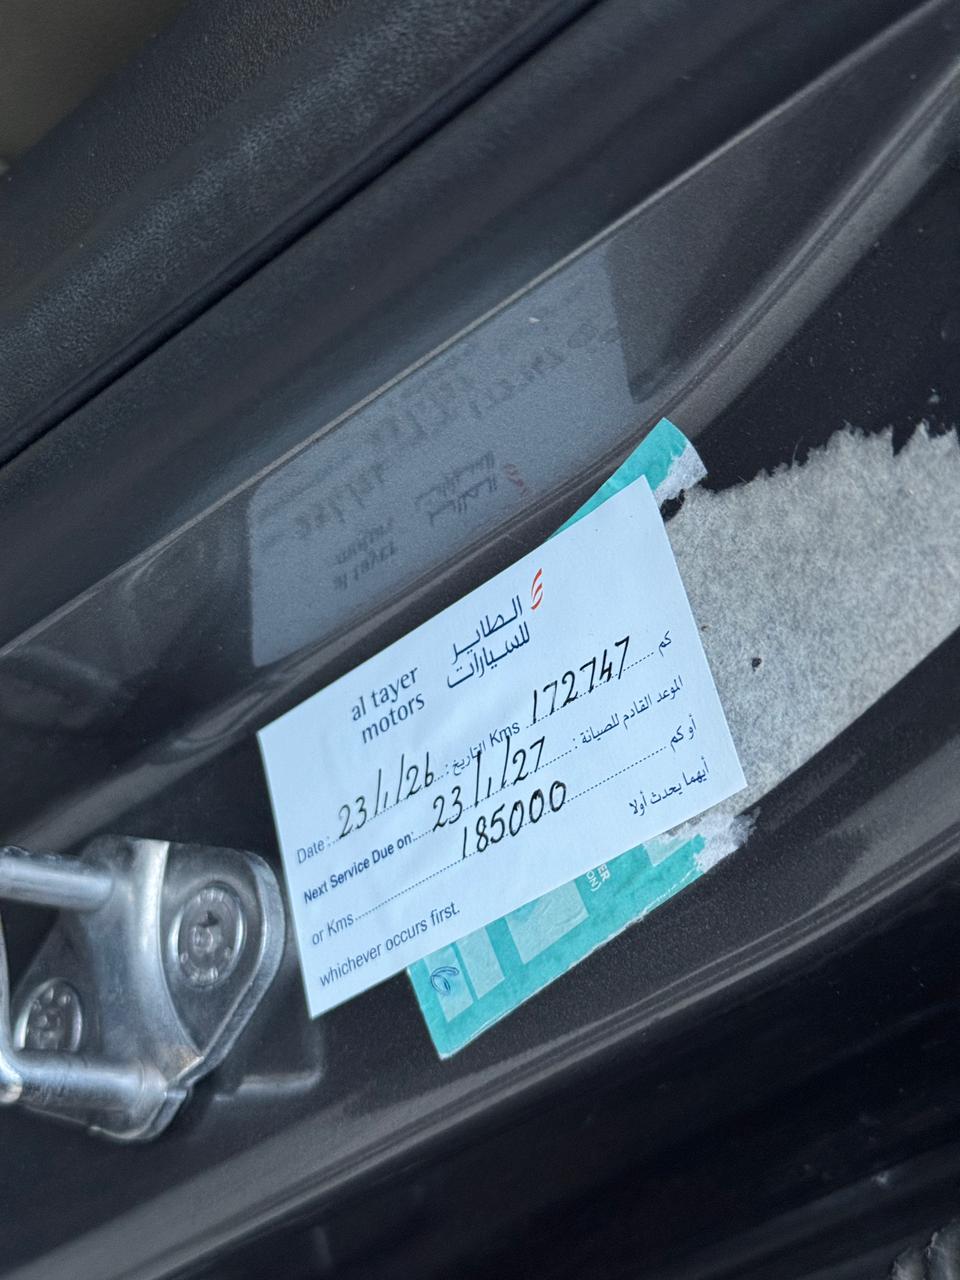 al tayer
motors
الطاير
للسيارات
Date: 23/1/26 التاريخ: Kms 172747 كم
Next Service Due on: 23/1/27 الموعد القادم للصيانة:
or Kms 185000 أو كم
whichever occurs first. أيهما يحدث أولا